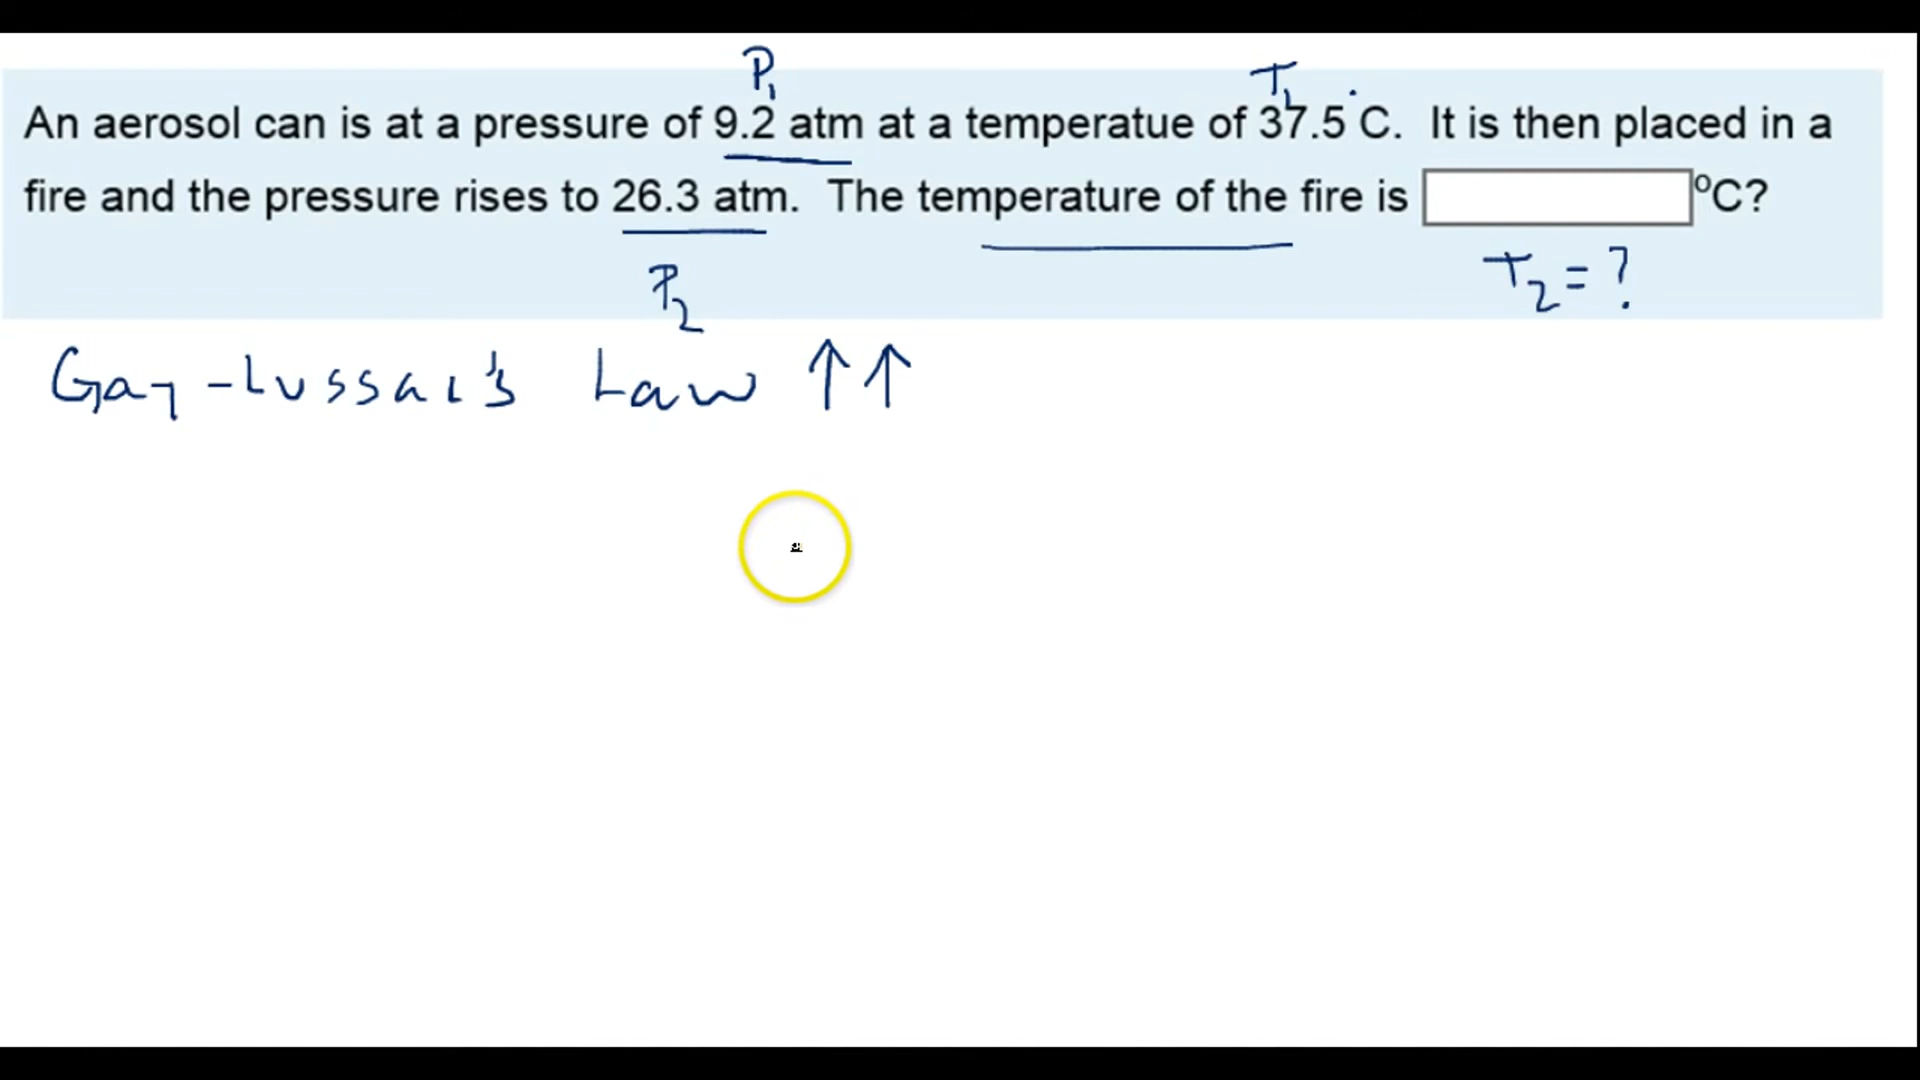 P1 T1
An aerosol can is at a pressure of 9.2 atm at a temperatue of 37.5 C. It is then placed in a
fire and the pressure rises to 26.3 atm. The temperature of the fire is ºC?
P2 T2 = ?
Gay-Lussac's Law ↑↑